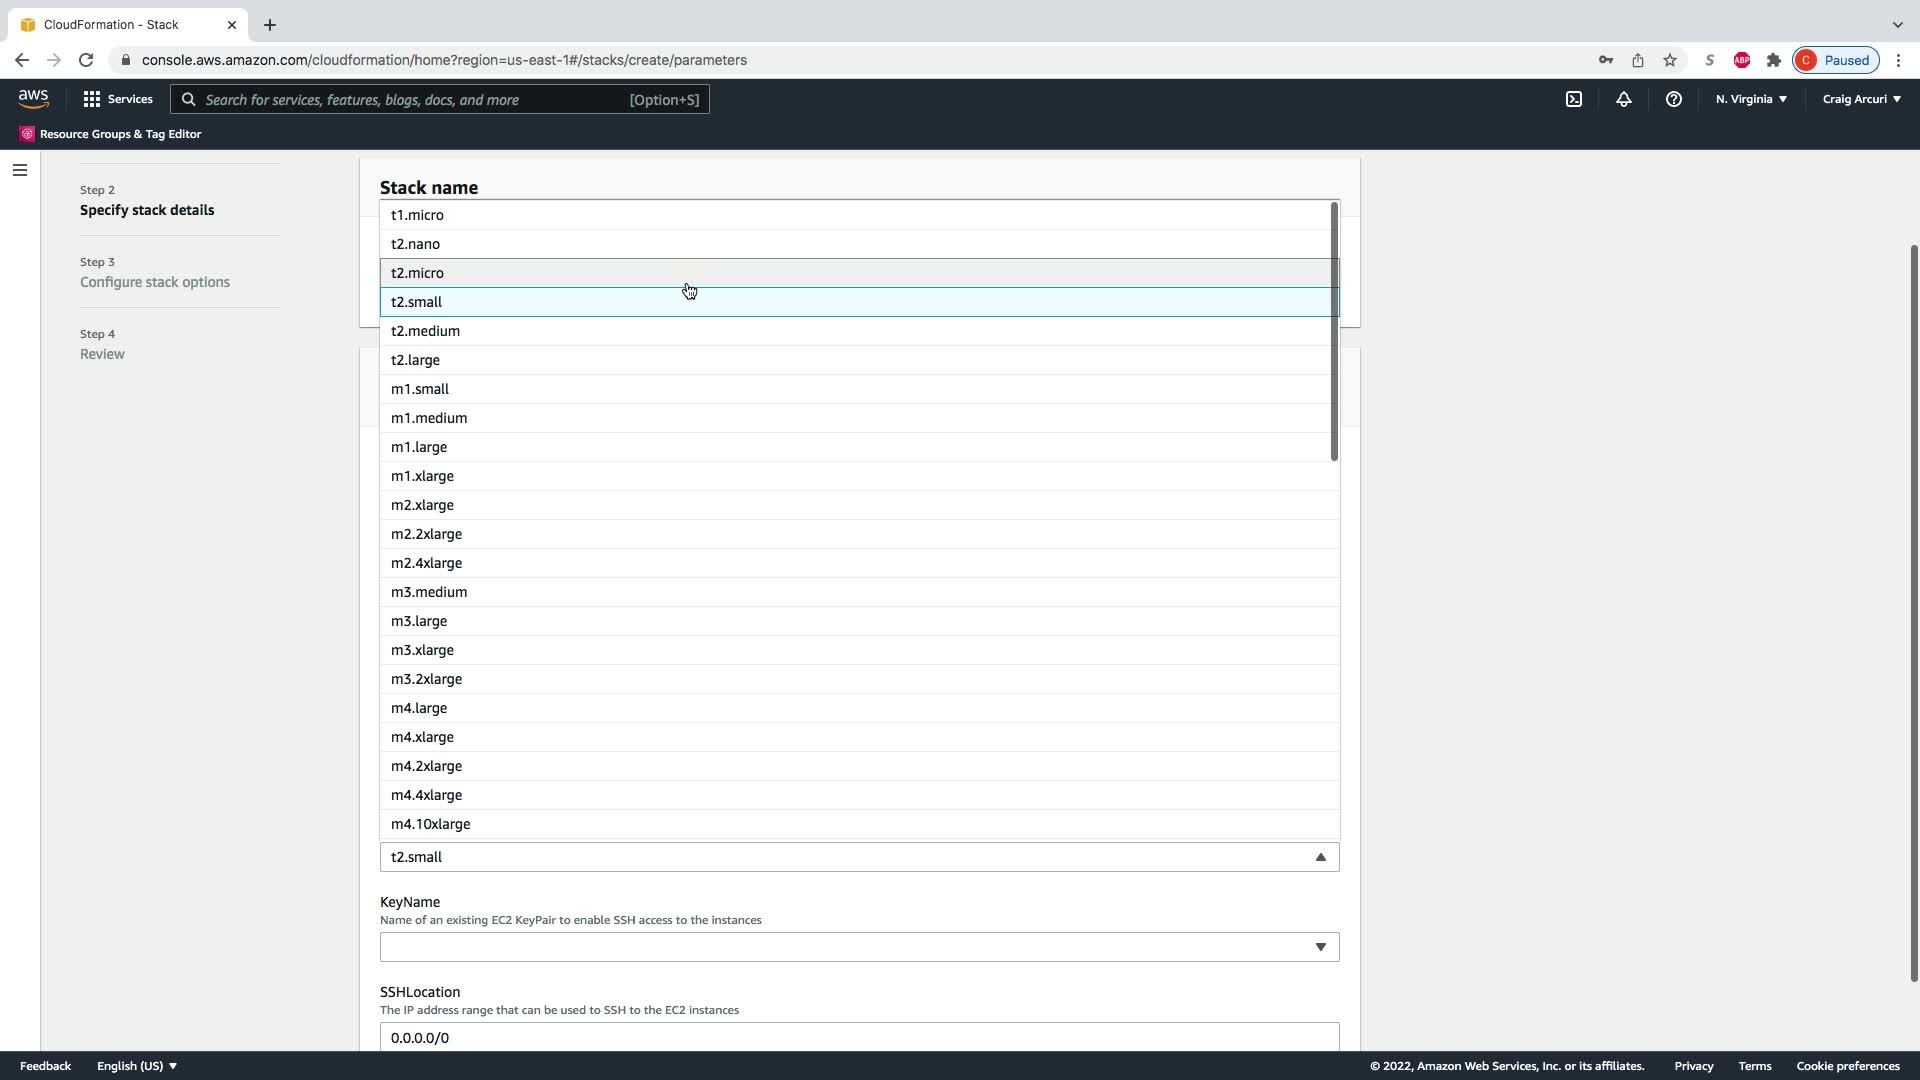 CloudFormation - Stack
console.aws.amazon.com/cloudformation/home?region=us-east-1#/stacks/create/parameters
S
ABP
C Paused
aws
Services
Search for services, features, blogs, docs, and more [Option+S]
N. Virginia
Craig Arcuri
Resource Groups & Tag Editor
Step 2
Specify stack details
Step 3
Configure stack options
Step 4
Review
Stack name
t1.micro
t2.nano
t2.micro
t2.small
t2.medium
t2.large
m1.small
m1.medium
m1.large
m1.xlarge
m2.xlarge
m2.2xlarge
m2.4xlarge
m3.medium
m3.large
m3.xlarge
m3.2xlarge
m4.large
m4.xlarge
m4.2xlarge
m4.4xlarge
m4.10xlarge
t2.small
KeyName
Name of an existing EC2 KeyPair to enable SSH access to the instances
SSHLocation
The IP address range that can be used to SSH to the EC2 instances
0.0.0.0/0
Feedback English (US) © 2022, Amazon Web Services, Inc. or its affiliates. Privacy Terms Cookie preferences